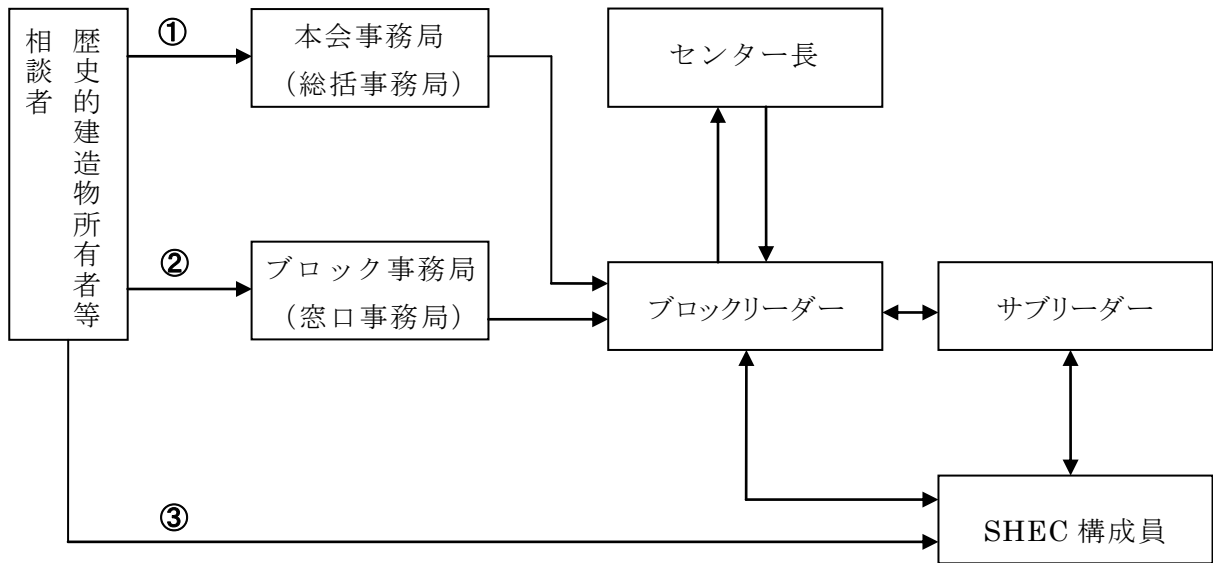 歴史的建造物所有者等
相談者
①
本会事務局
（総括事務局）
センター長
②
ブロック事務局
（窓口事務局）
ブロックリーダー
サブリーダー
③
SHEC 構成員